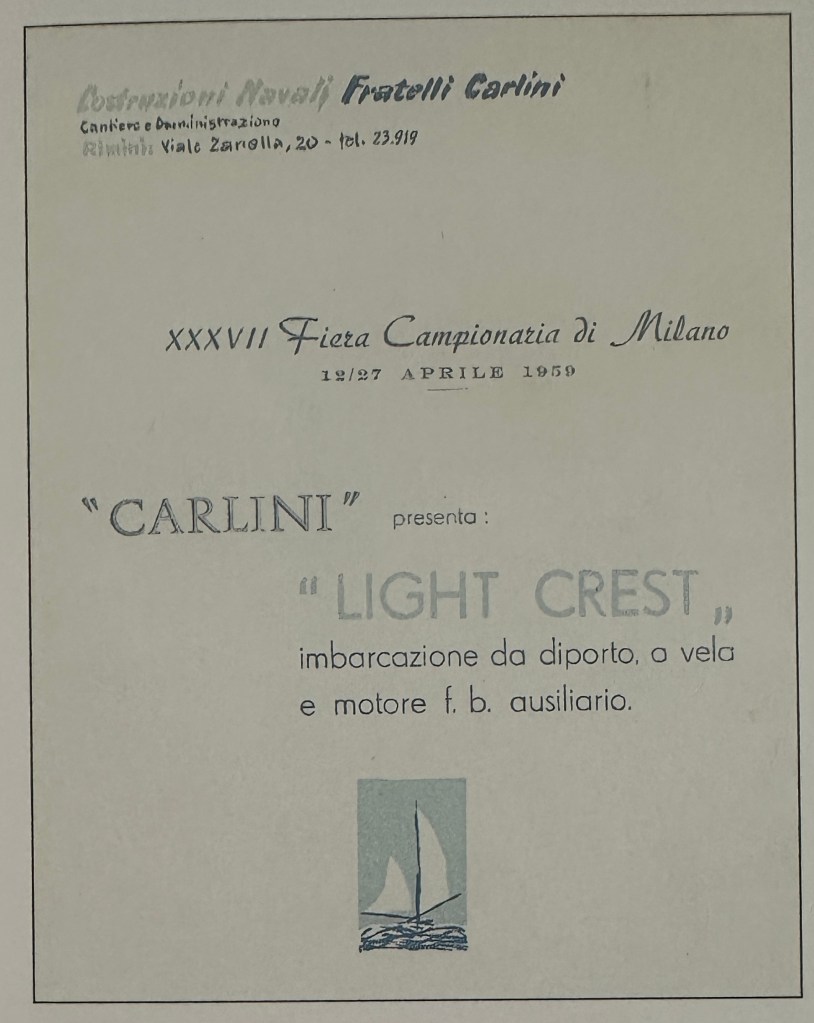 Costruzioni Navali Fratelli Carlini
Cantiere e Amministrazione
Rimini: Viale Zanella, 20 - tel. 23.919
XXXVII Fiera Campionaria di Milano
12/27 APRILE 1959
"CARLINI" presenta:
"LIGHT CREST„
imbarcazione da diporto, a vela
e motore f. b. ausiliario.